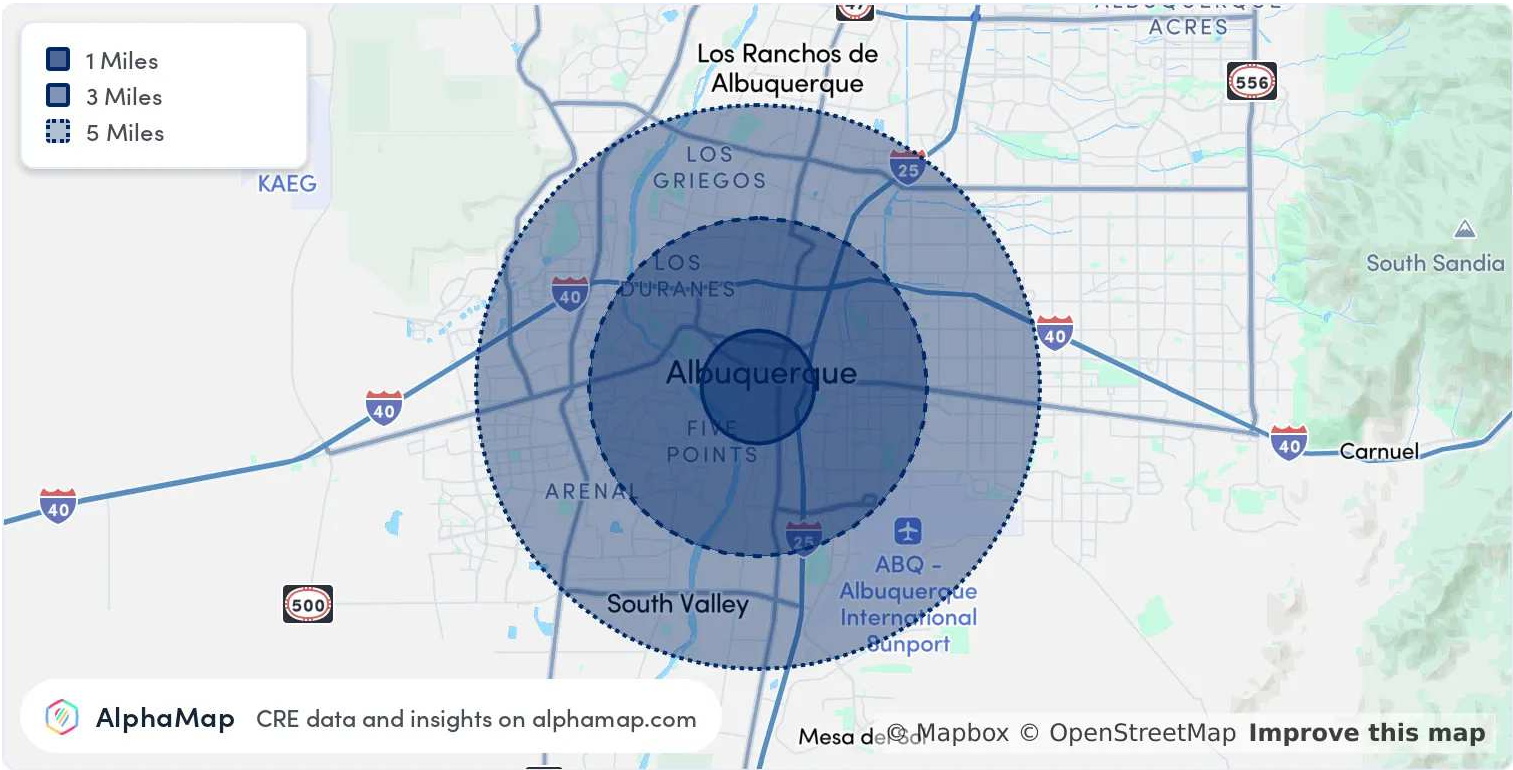 1 Miles
3 Miles
5 Miles
47
ALBUQUERQUE
ACRES
556
Los Ranchos de
Albuquerque
LOS
GRIEGOS
25
KAEG
South Sandia
LOS
DURANES
40
40
Albuquerque
40
FIVE
POINTS
40
Carnuel
ARENAL
40
25
ABQ -
Albuquerque
International
Sunport
500
South Valley
AlphaMap CRE data and insights on alphamap.com
Mesa del Sol
© Mapbox © OpenStreetMap Improve this map